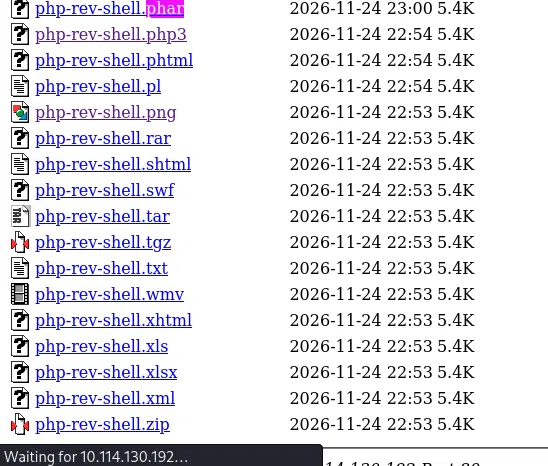 php-rev-shell.phar 2026-11-24 23:00 5.4K
php-rev-shell.php3 2026-11-24 22:54 5.4K
php-rev-shell.phtml 2026-11-24 22:54 5.4K
php-rev-shell.pl 2026-11-24 22:54 5.4K
php-rev-shell.png 2026-11-24 22:53 5.4K
php-rev-shell.rar 2026-11-24 22:53 5.4K
php-rev-shell.shtml 2026-11-24 22:53 5.4K
php-rev-shell.swf 2026-11-24 22:53 5.4K
php-rev-shell.tar 2026-11-24 22:53 5.4K
php-rev-shell.tgz 2026-11-24 22:53 5.4K
php-rev-shell.txt 2026-11-24 22:53 5.4K
php-rev-shell.wmv 2026-11-24 22:53 5.4K
php-rev-shell.xhtml 2026-11-24 22:53 5.4K
php-rev-shell.xls 2026-11-24 22:53 5.4K
php-rev-shell.xlsx 2026-11-24 22:53 5.4K
php-rev-shell.xml 2026-11-24 22:53 5.4K
php-rev-shell.zip 2026-11-24 22:53 5.4K
Waiting for 10.114.130.192...